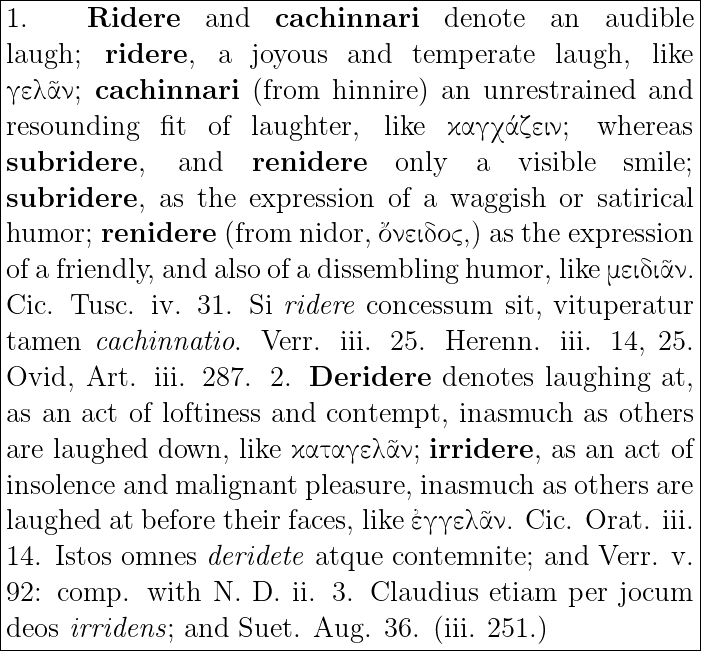 1. Ridere and cachinnari denote an audible
laugh; ridere, a joyous and temperate laugh, like
γελᾶν; cachinnari (from hinnire) an unrestrained and
resounding fit of laughter, like καγχάζειν; whereas
subridere, and renidere only a visible smile;
subridere, as the expression of a waggish or satirical
humor; renidere (from nidor, ὄνειδος,) as the expression
of a friendly, and also of a dissembling humor, like μειδιᾶν.
Cic. Tusc. iv. 31. Si ridere concessum sit, vituperatur
tamen cachinnatio. Verr. iii. 25. Herenn. iii. 14, 25.
Ovid, Art. iii. 287. 2. Deridere denotes laughing at,
as an act of loftiness and contempt, inasmuch as others
are laughed down, like καταγελᾶν; irridere, as an act of
insolence and malignant pleasure, inasmuch as others are
laughed at before their faces, like ἐγγελᾶν. Cic. Orat. iii.
14. Istos omnes deridete atque contemnite; and Verr. v.
92: comp. with N. D. ii. 3. Claudius etiam per jocum
deos irridens; and Suet. Aug. 36. (iii. 251.)